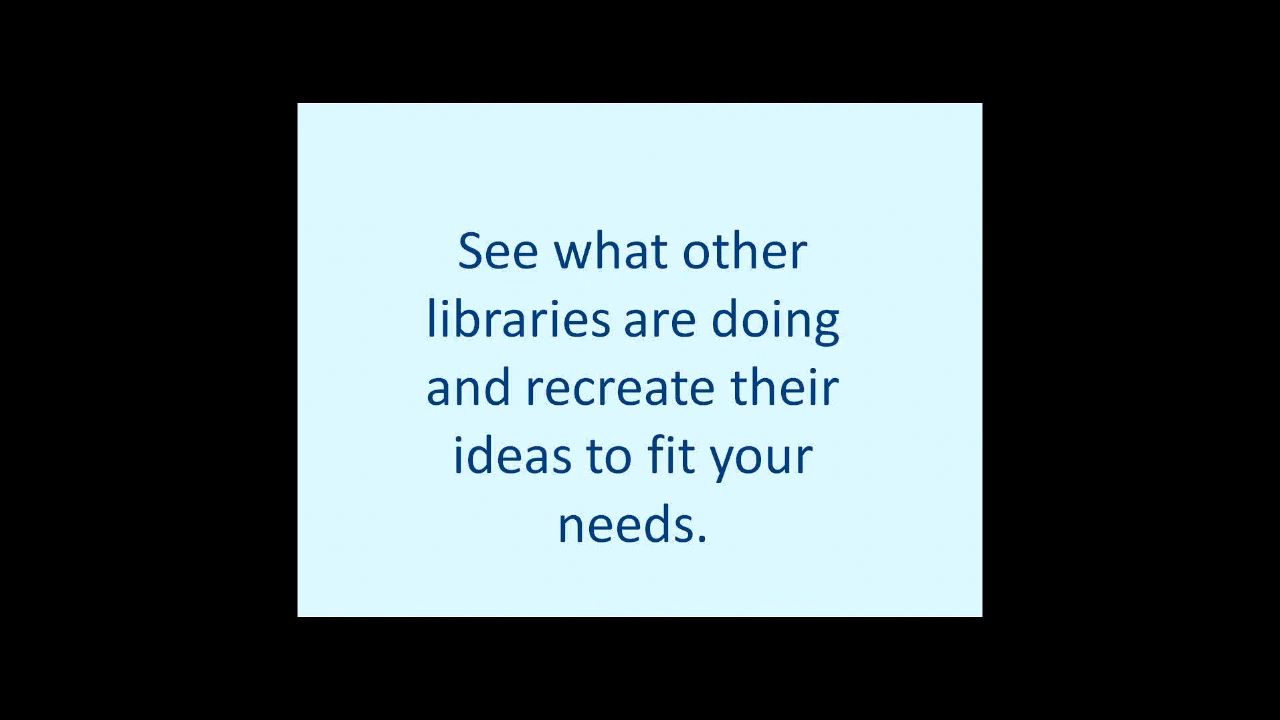 See what other
libraries are doing
and recreate their
ideas to fit your
needs.